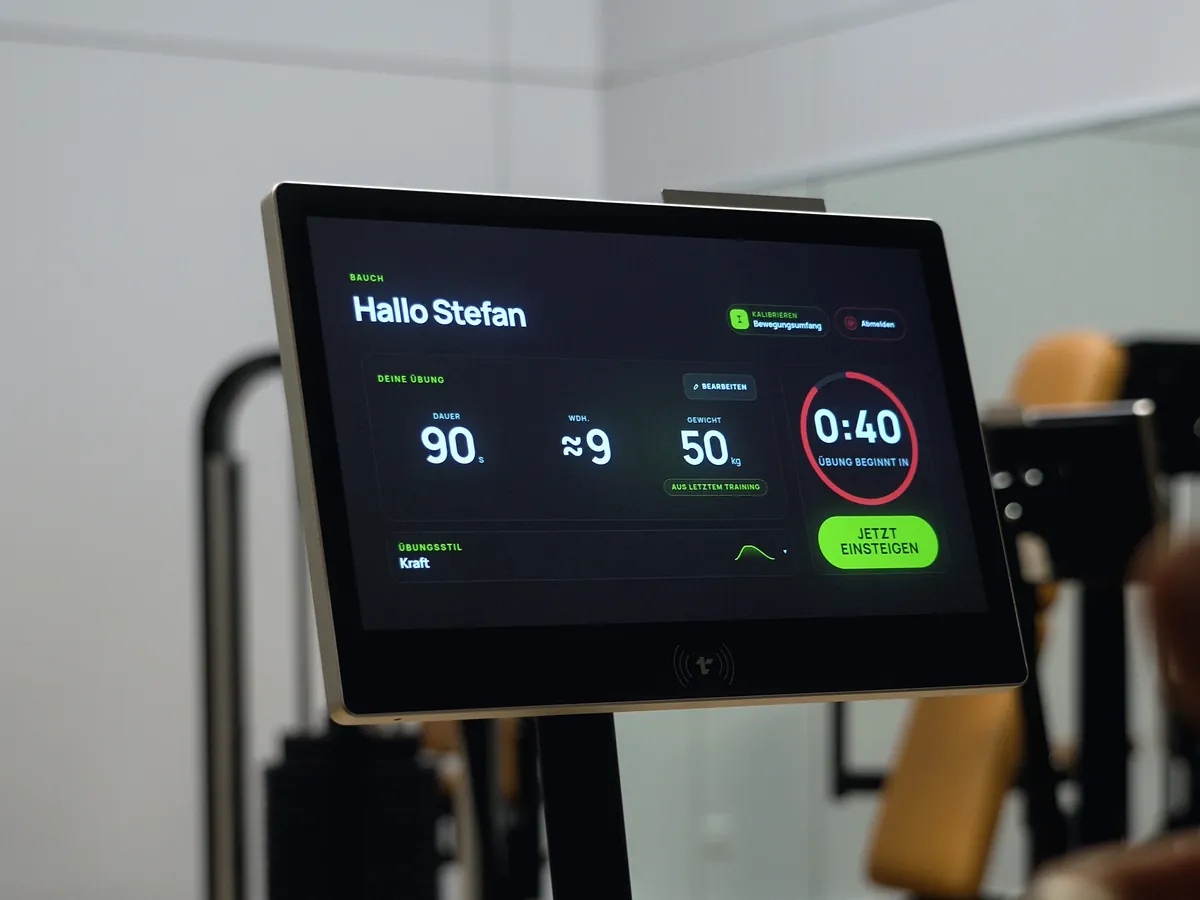 BAUCH
Hallo Stefan
KALIBRIEREN
Bewegungsumfang
Abmelden
DEINE ÜBUNG
BEARBEITEN
DAUER
90 s
WDH.
≈9
GEWICHT
50 kg
AUS LETZTEM TRAINING
0:40
ÜBUNG BEGINNT IN
JETZT
EINSTEIGEN
ÜBUNGSSTIL
Kraft